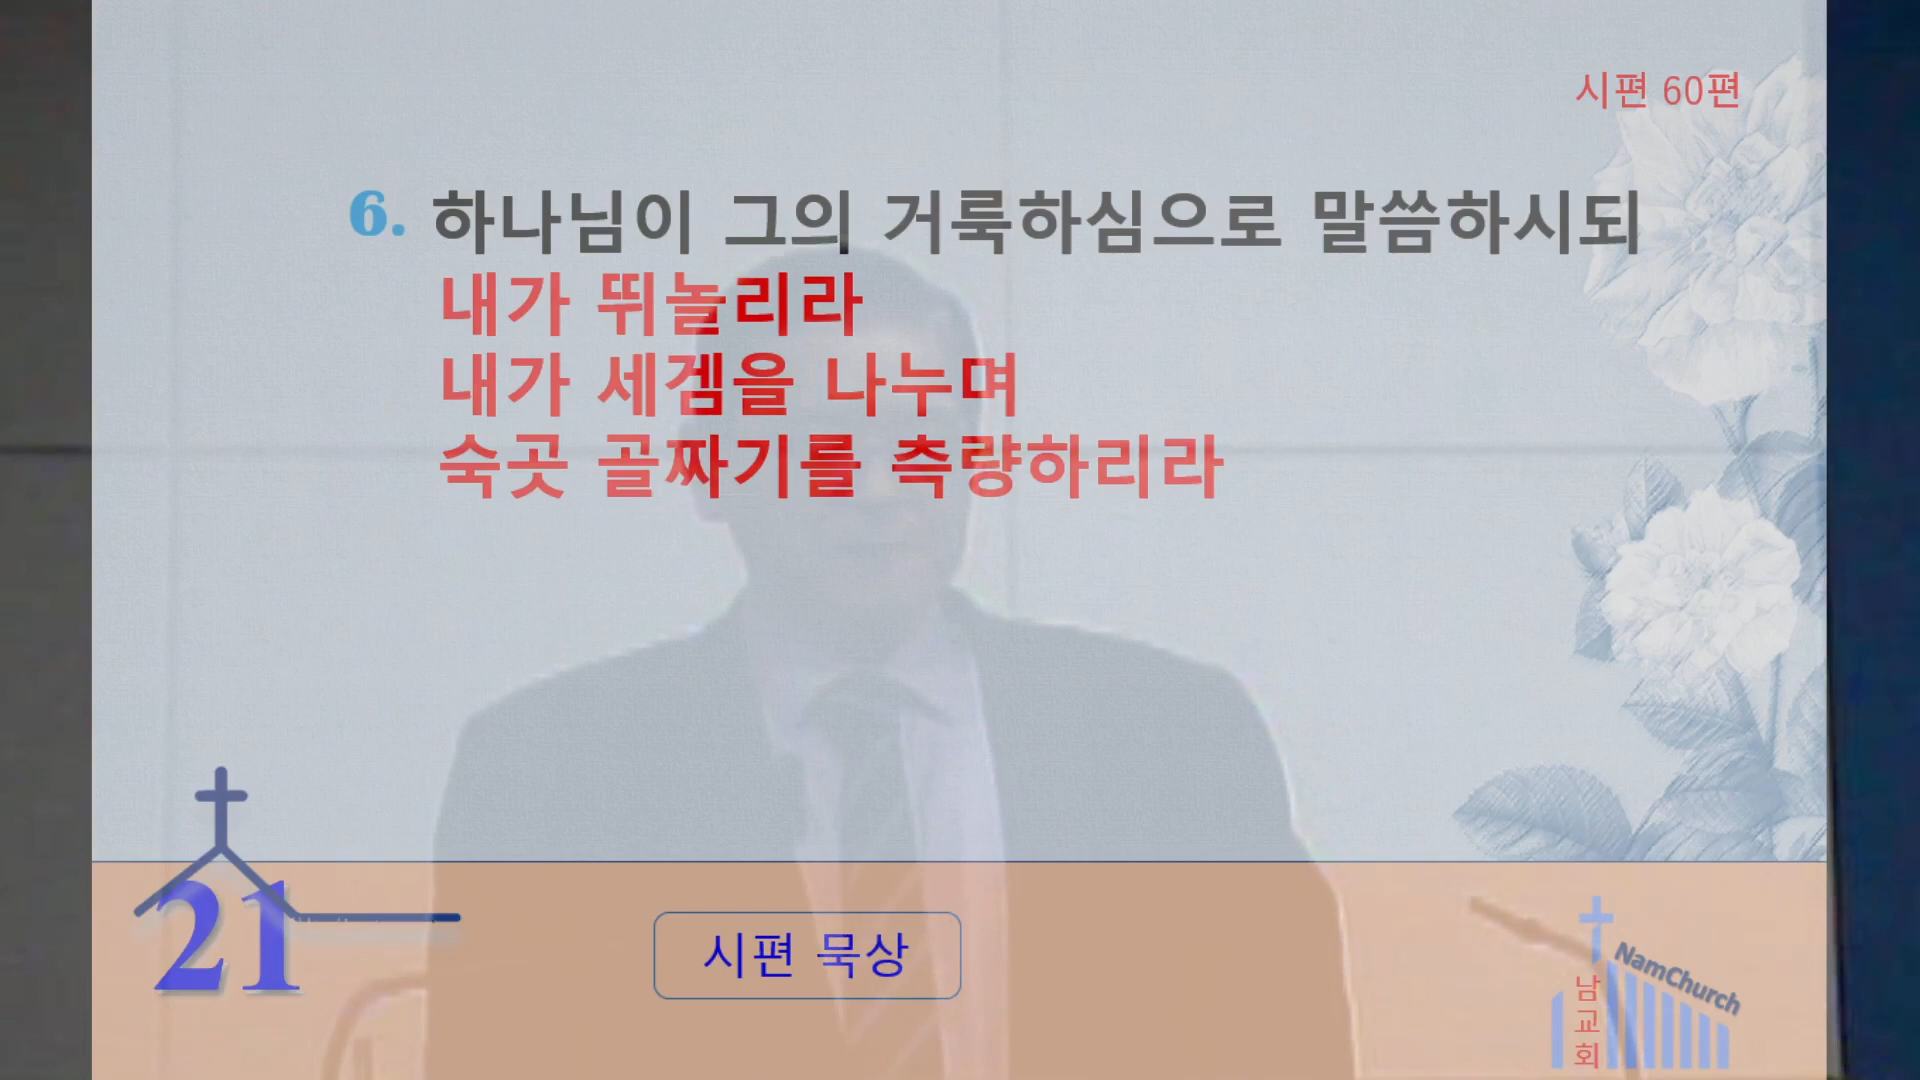 시편 60편
6. 하나님이 그의 거룩하심으로 말씀하시되
내가 뛰놀리라
내가 세겜을 나누며
숙곳 골짜기를 측량하리라
21
시편 묵상
NamChurch
남교회